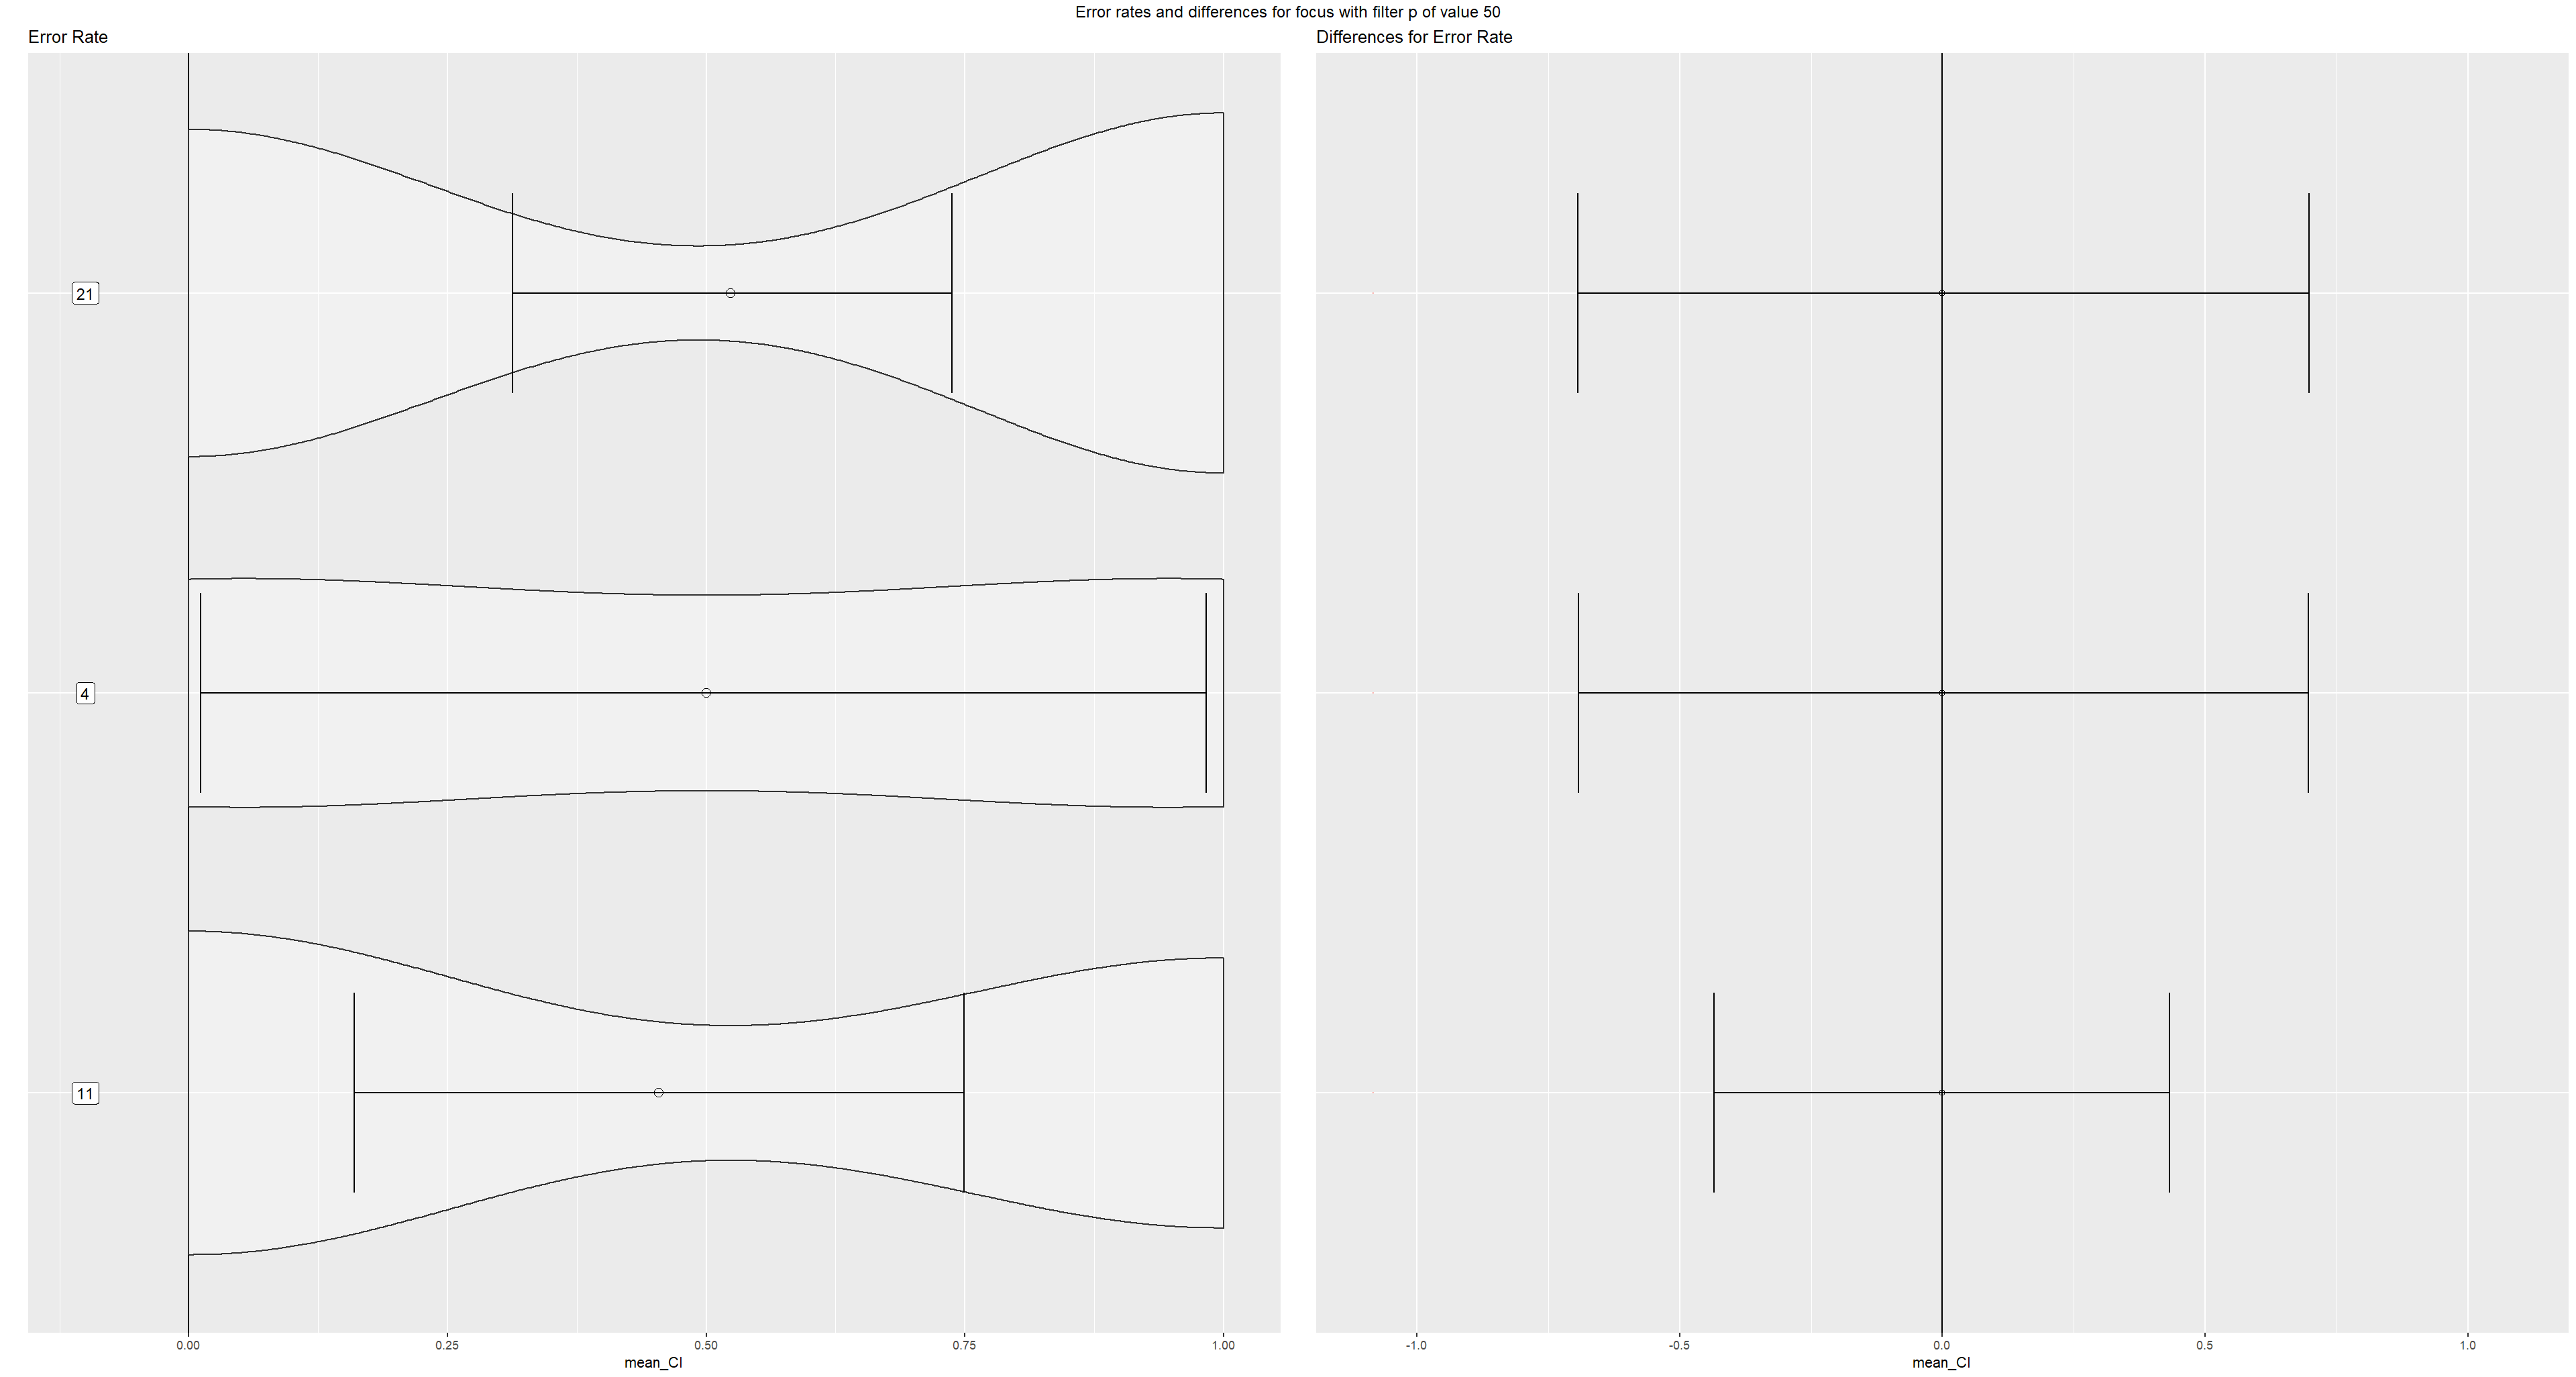 Error rates and differences for focus with filter p of value 50
Error Rate
21
4
11
0.00 0.25 0.50 0.75 1.00
mean_CI
Differences for Error Rate
-1.0 -0.5 0.0 0.5 1.0
mean_CI